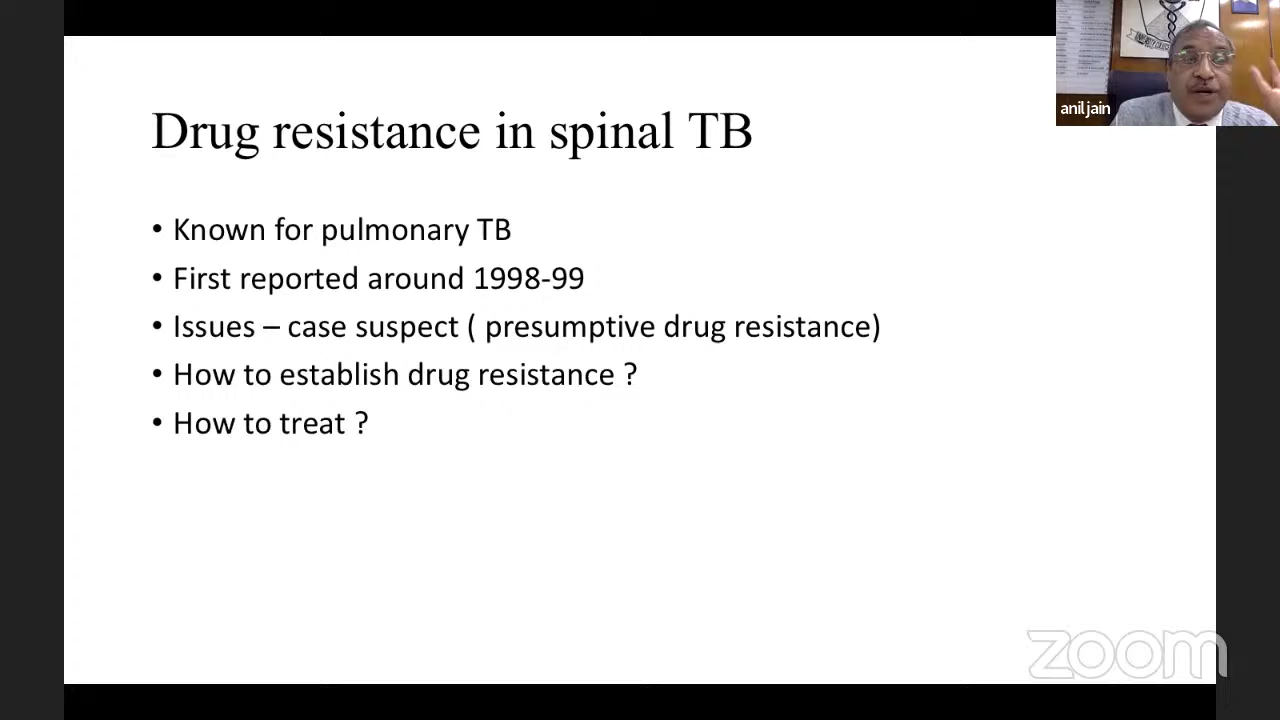 anil jain
Drug resistance in spinal TB
• Known for pulmonary TB
• First reported around 1998-99
• Issues – case suspect ( presumptive drug resistance)
• How to establish drug resistance ?
• How to treat ?
zoom